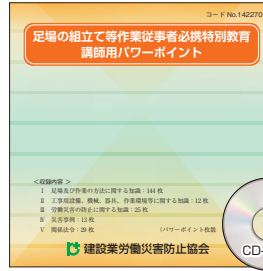 コード No.142270
足場の組立て等作業従事者必携特別教育
講師用パワーポイント
＜収録内容＞
Ⅰ 足場及び作業の方法に関する知識：144 枚
Ⅱ 工事用設備、機械、器具、作業環境等に関する知識：12 枚
Ⅲ 労働災害の防止に関する知識：25 枚
Ⅳ 災害事例：13 枚
Ⅴ 関係法令：29 枚
（パワーポイント枚数
建設業労働災害防止協会
CD-